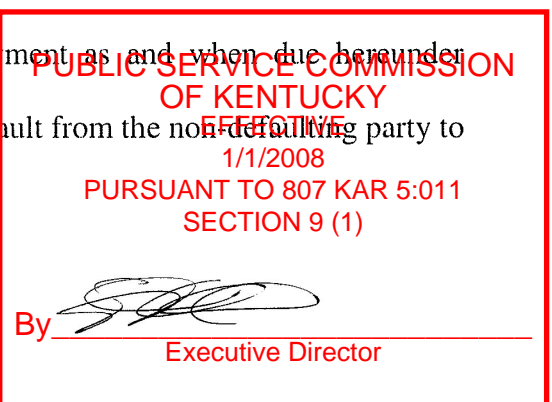 ment as and when due hereunder
PUBLIC SERVICE COMMISSION
OF KENTUCKY
ault from the non-defaulting party to
EFFECTIVE
1/1/2008
PURSUANT TO 807 KAR 5:011
SECTION 9 (1)
By
Executive Director